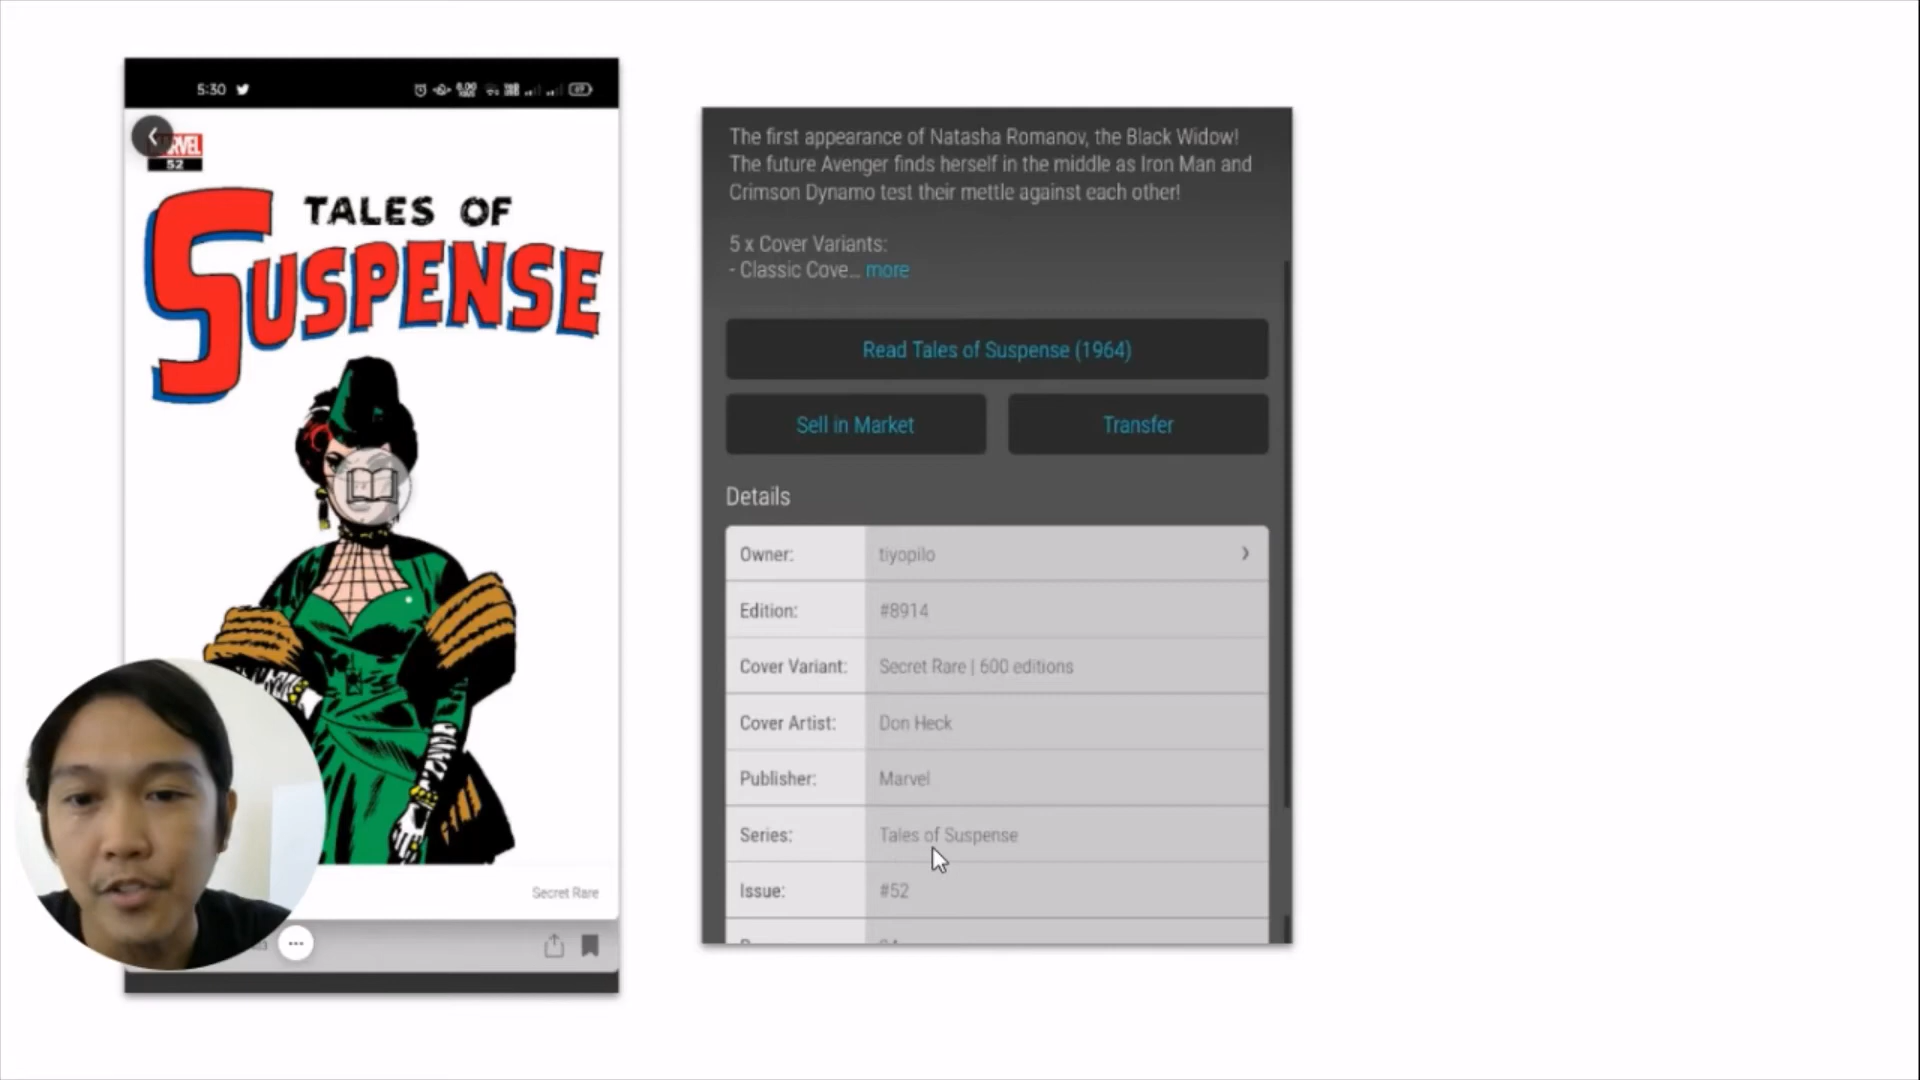 5:30
MARVEL
52
TALES OF
SUSPENSE
Secret Rare
The first appearance of Natasha Romanov, the Black Widow!
The future Avenger finds herself in the middle as Iron Man and
Crimson Dynamo test their mettle against each other!
5 x Cover Variants:
- Classic Cove... more
Read Tales of Suspense (1964)
Sell in Market
Transfer
Details
Owner: tiyopilo
Edition: #8914
Cover Variant: Secret Rare | 600 editions
Cover Artist: Don Heck
Publisher: Marvel
Series: Tales of Suspense
Issue: #52